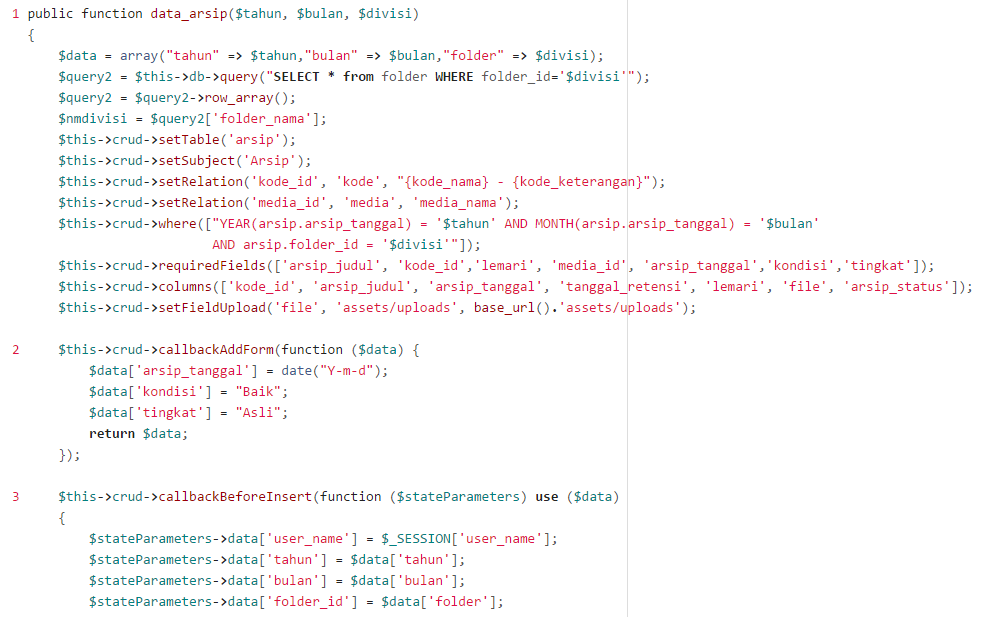 1 public function data_arsip($tahun, $bulan, $divisi)
{
$data = array("tahun" => $tahun,"bulan" => $bulan,"folder" => $divisi);
$query2 = $this->db->query("SELECT * from folder WHERE folder_id='$divisi'");
$query2 = $query2->row_array();
$nmdivisi = $query2['folder_nama'];
$this->crud->setTable('arsip');
$this->crud->setSubject('Arsip');
$this->crud->setRelation('kode_id', 'kode', "{kode_nama} - {kode_keterangan}");
$this->crud->setRelation('media_id', 'media', 'media_nama');
$this->crud->where(["YEAR(arsip.arsip_tanggal) = '$tahun' AND MONTH(arsip.arsip_tanggal) = '$bulan'
AND arsip.folder_id = '$divisi'"]);
$this->crud->requiredFields(['arsip_judul', 'kode_id','lemari', 'media_id', 'arsip_tanggal','kondisi','tingkat']);
$this->crud->columns(['kode_id', 'arsip_judul', 'arsip_tanggal', 'tanggal_retensi', 'lemari', 'file', 'arsip_status']);
$this->crud->setFieldUpload('file', 'assets/uploads', base_url().'assets/uploads');
2 $this->crud->callbackAddForm(function ($data) {
$data['arsip_tanggal'] = date("Y-m-d");
$data['kondisi'] = "Baik";
$data['tingkat'] = "Asli";
return $data;
});
3 $this->crud->callbackBeforeInsert(function ($stateParameters) use ($data)
{
$stateParameters->data['user_name'] = $_SESSION['user_name'];
$stateParameters->data['tahun'] = $data['tahun'];
$stateParameters->data['bulan'] = $data['bulan'];
$stateParameters->data['folder_id'] = $data['folder'];